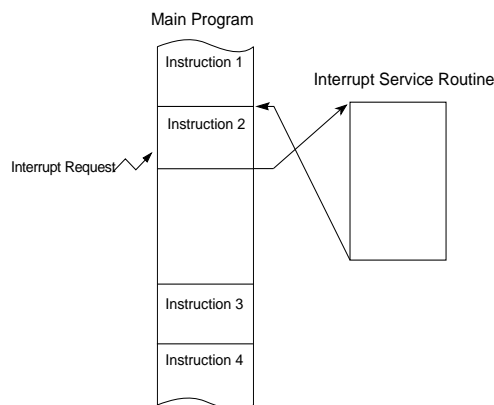 Main Program
Instruction 1
Interrupt Service Routine
Instruction 2
Interrupt Request
Instruction 3
Instruction 4